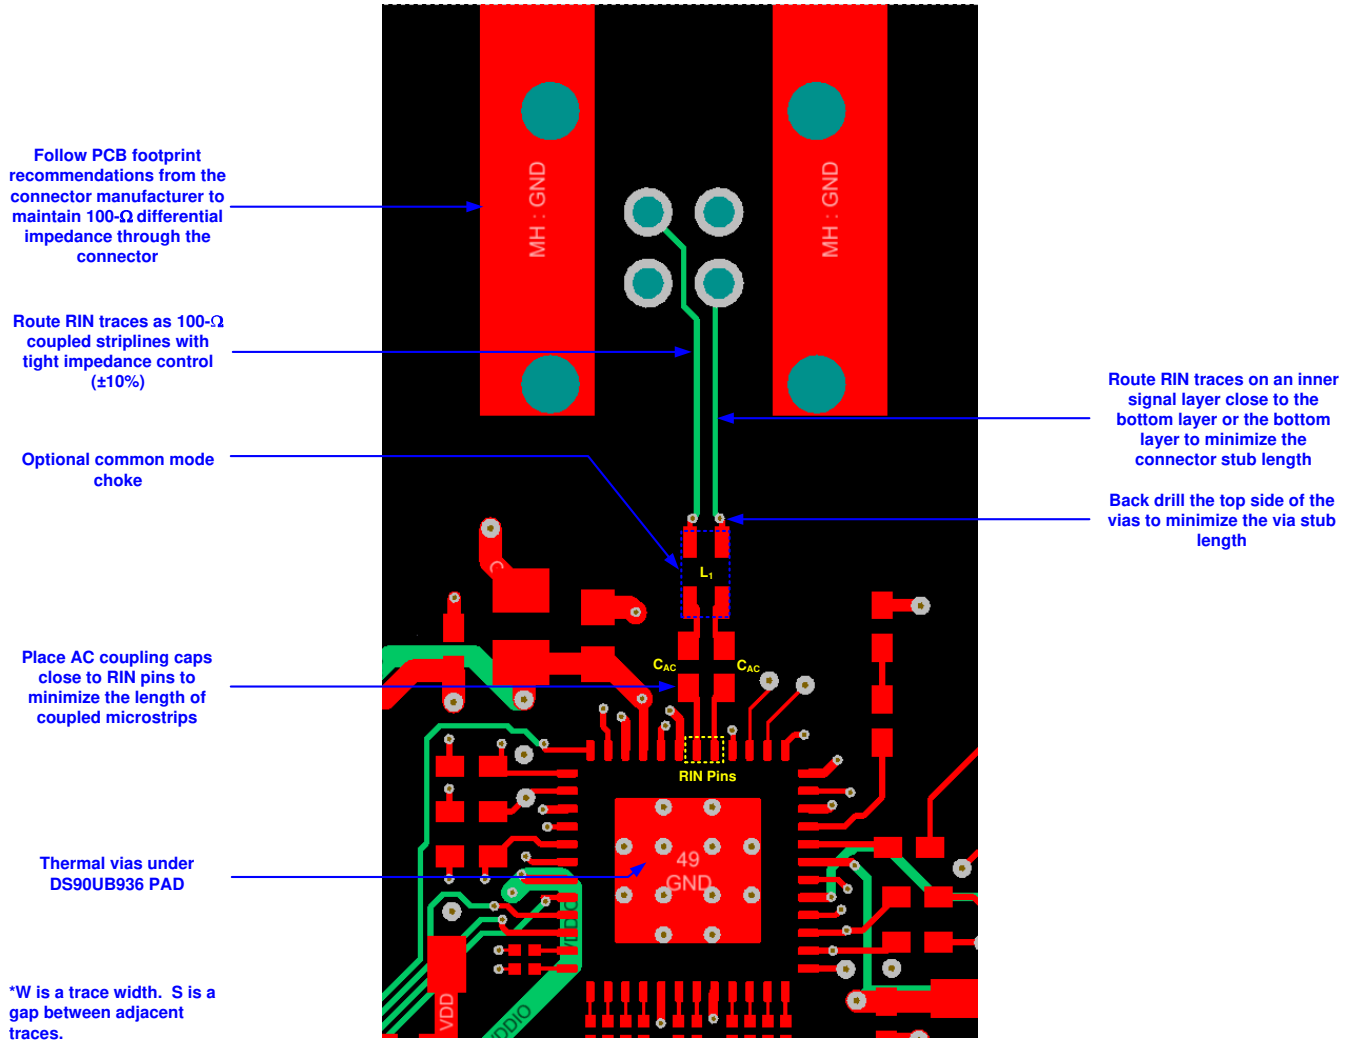 Follow PCB footprint
recommendations from the
connector manufacturer to
maintain 100-Ω differential
impedance through the
connector
Route RIN traces as 100-Ω
coupled striplines with
tight impedance control
(±10%)
Optional common mode
choke
Place AC coupling caps
close to RIN pins to
minimize the length of
coupled microstrips
Thermal vias under
DS90UB936 PAD
*W is a trace width.  S is a
gap between adjacent
traces.
MH : GND
MH : GND
C
L1
CAC
CAC
RIN Pins
49
GND
VDDIO
VDD
VDDIO
Route RIN traces on an inner
signal layer close to the
bottom layer or the bottom
layer to minimize the
connector stub length
Back drill the top side of the
vias to minimize the via stub
length